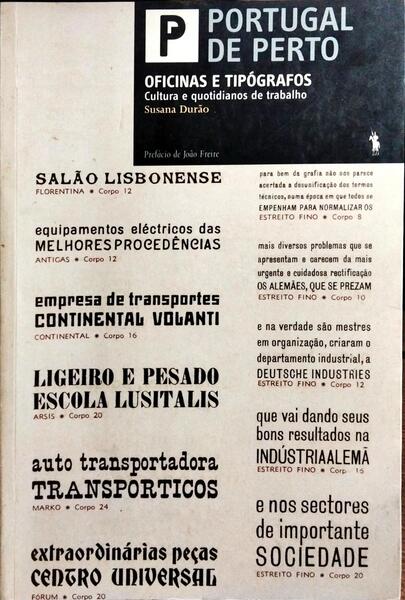 P
PORTUGAL
DE PERTO
OFICINAS E TIPÓGRAFOS
Cultura e quotidianos de trabalho
Susana Durão
Prefácio de João Freire
SALÃO LISBONENSE
FLORENTINA • Corpo 12
equipamentos eléctricos das
MELHORES PROCEDÊNCIAS
ANTIGAS • Corpo 12
empresa de transportes
CONTINENTAL VOLANTI
CONTINENTAL • Corpo 16
LIGEIRO E PESADO
ESCOLA LUSITALIS
ARSIS • Corpo 20
auto transportadora
TRANSPÓRTICOS
MARKO • Corpo 24
extraordinárias peças
CENTRO UNIVERSAL
FÓRUM • Corpo 20
para bem da grafia não nos parece
acertada a desunificação dos termos
técnicos, numa época em que todos se
EMPENHAM PARA NORMALIZAR OS
ESTREITO FINO • Corpo 8
mais diversos problemas que se
apresentam e carecem da mais
urgente e cuidadosa rectificação
OS ALEMÃES, QUE SE PREZAM
ESTREITO FINO • Corpo 10
e na verdade são mestres
em organização, criaram o
departamento industrial, a
DEUTSCHE INDUSTRIES
ESTREITO FINO • Corpo 12
que vai dando seus
bons resultados na
INDÚSTRIA ALEMÃ
ESTREITO FINO • Corpo 16
e nos sectores
de importante
SOCIEDADE
ESTREITO FINO • Corpo 20